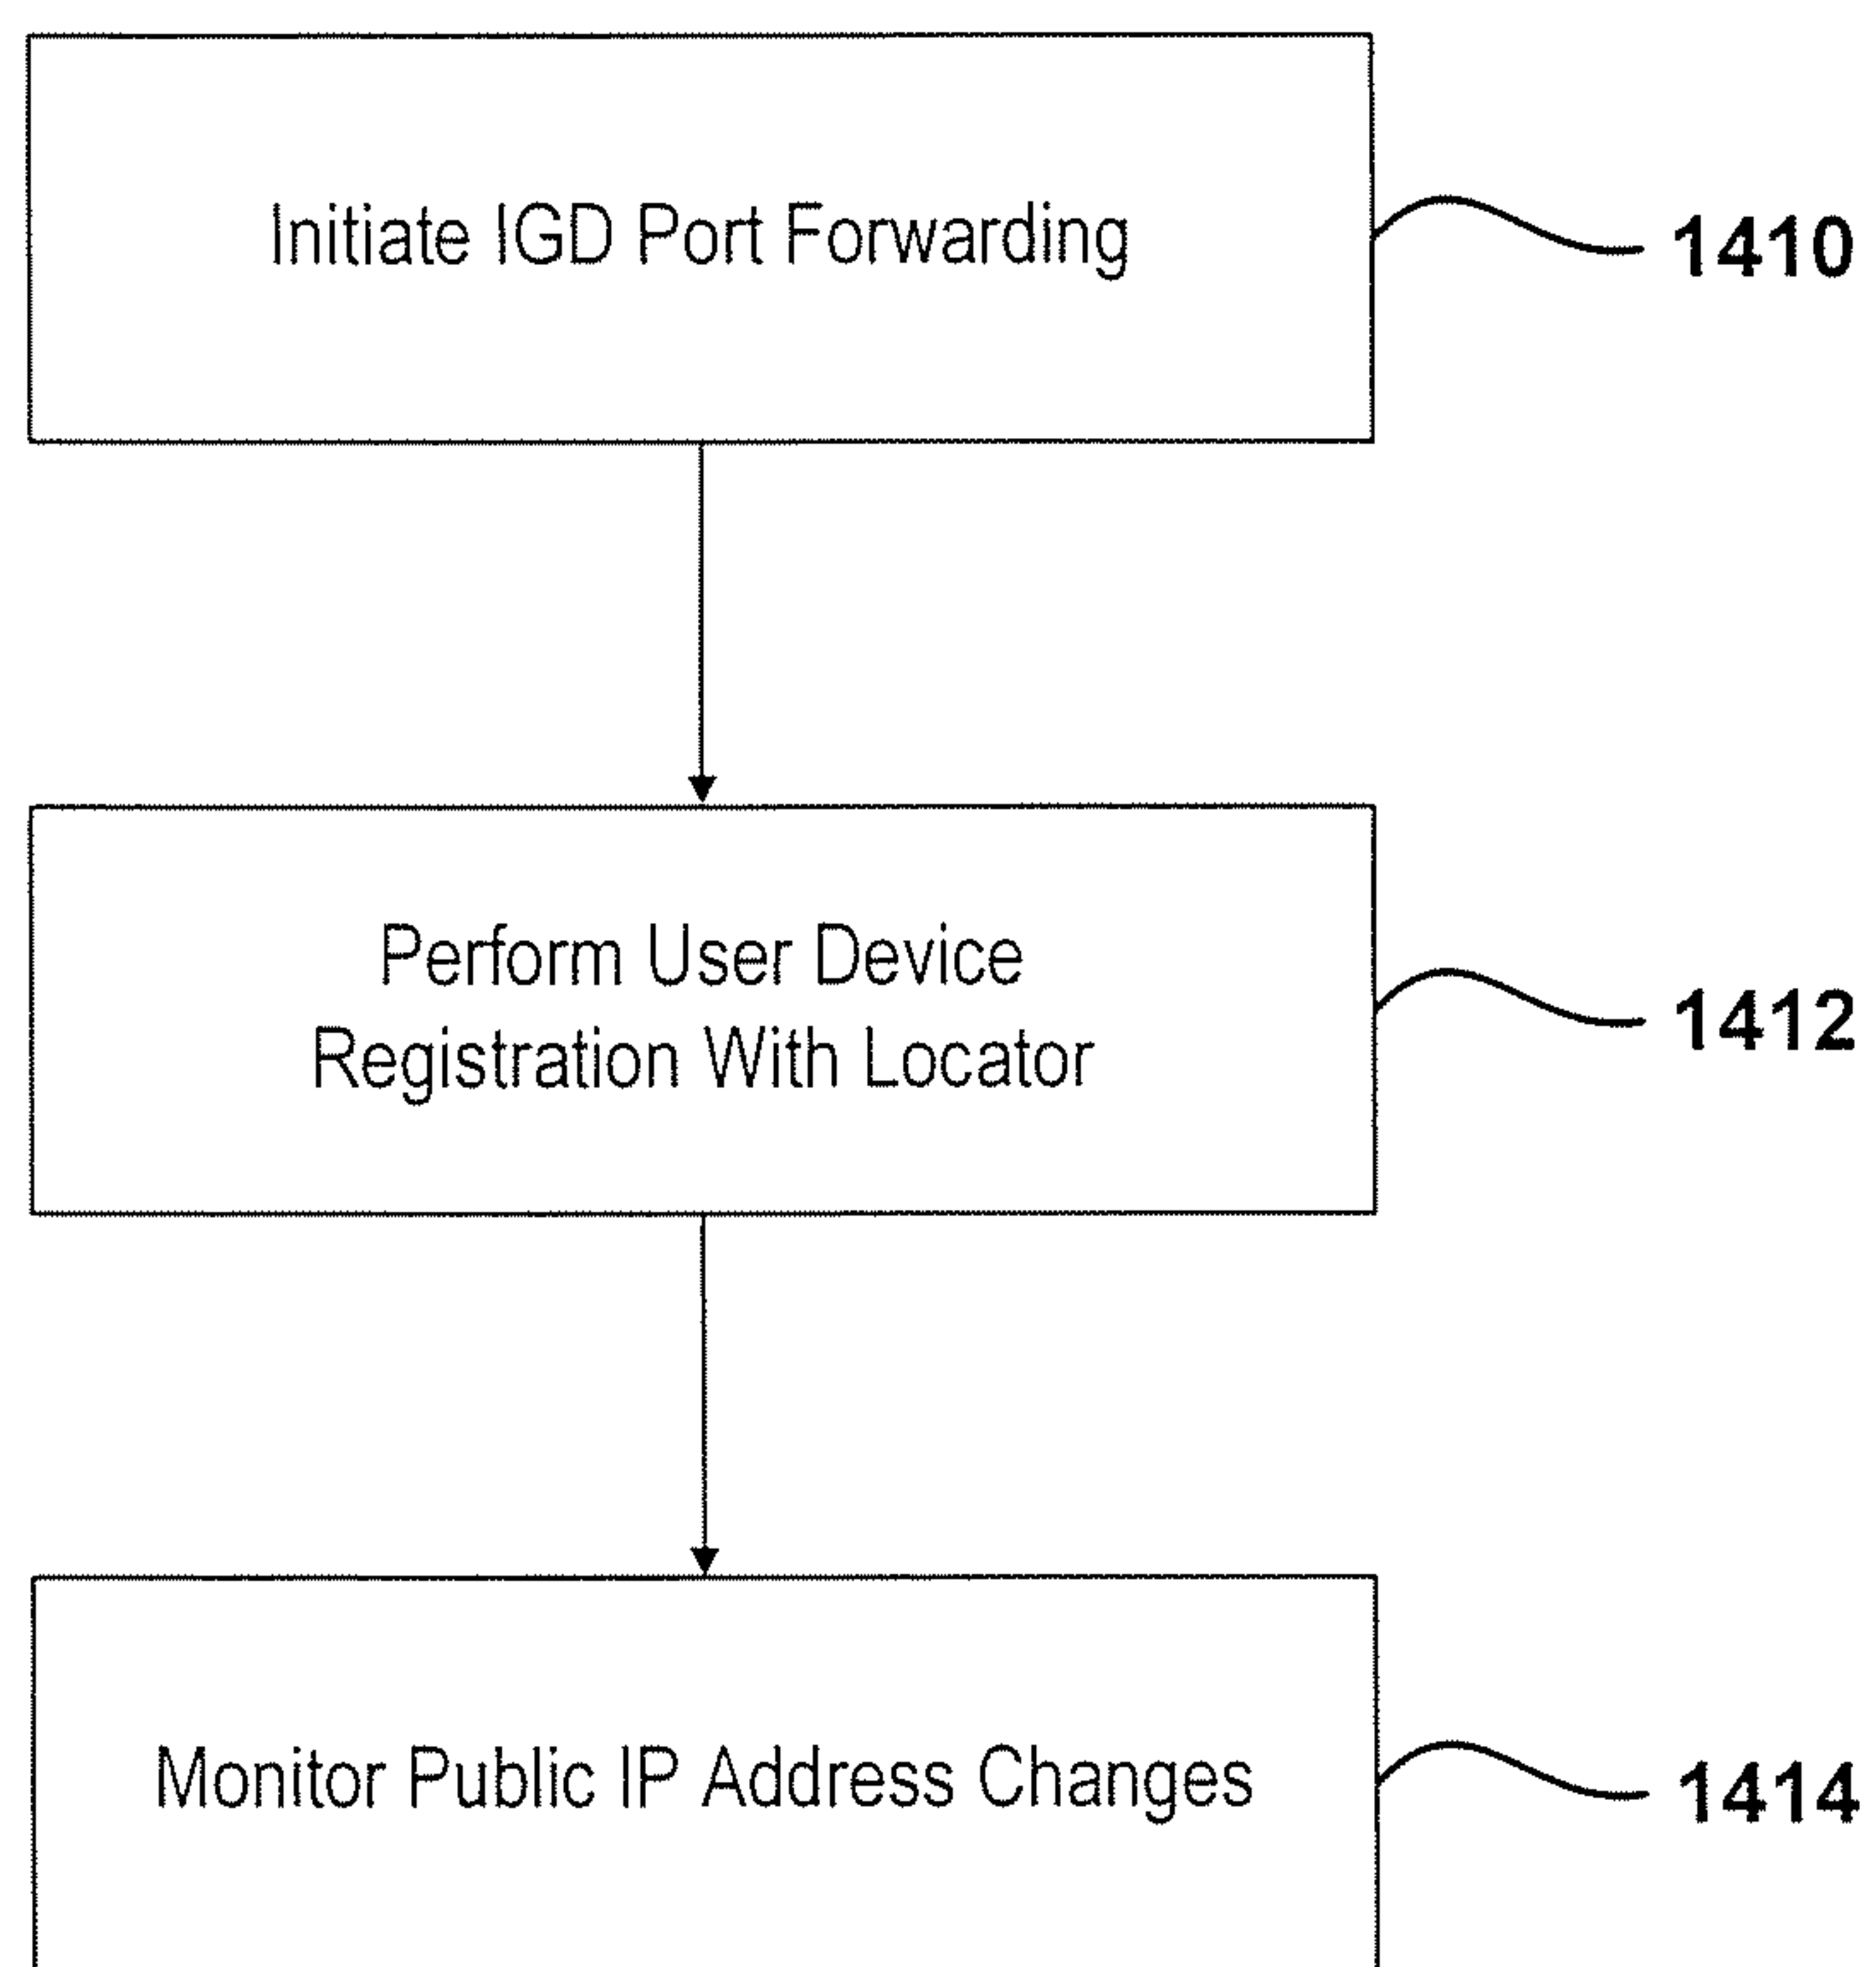 Initiate IGD Port Forwarding
1410
Perform User Device
Registration With Locator
1412
Monitor Public IP Address Changes
1414